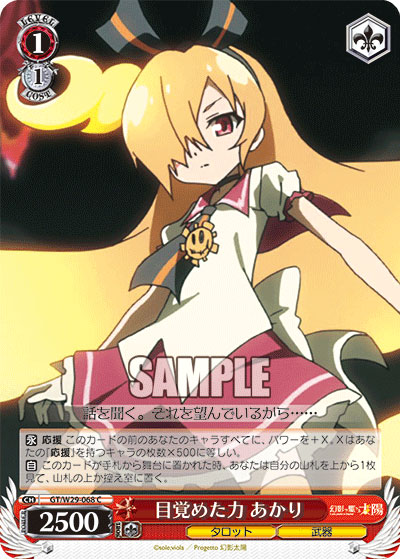 LEVEL
1
1
COST
SAMPLE
話を聞く。それを望んでいるから……
永 応援 このカードの前のあなたのキャラすべてに、パワーを＋X。Xはあなたの「応援」を持つキャラの枚数×500に等しい。
自 このカードが手札から舞台に置かれた時、あなたは自分の山札を上から1枚見て、山札の上か控え室に置く。
CH GT/W29-068 C
2500
目覚めた力 あかり
幻影ヲ駆ケル太陽
タロット 武器
©sole;viola / Progetto 幻影太陽